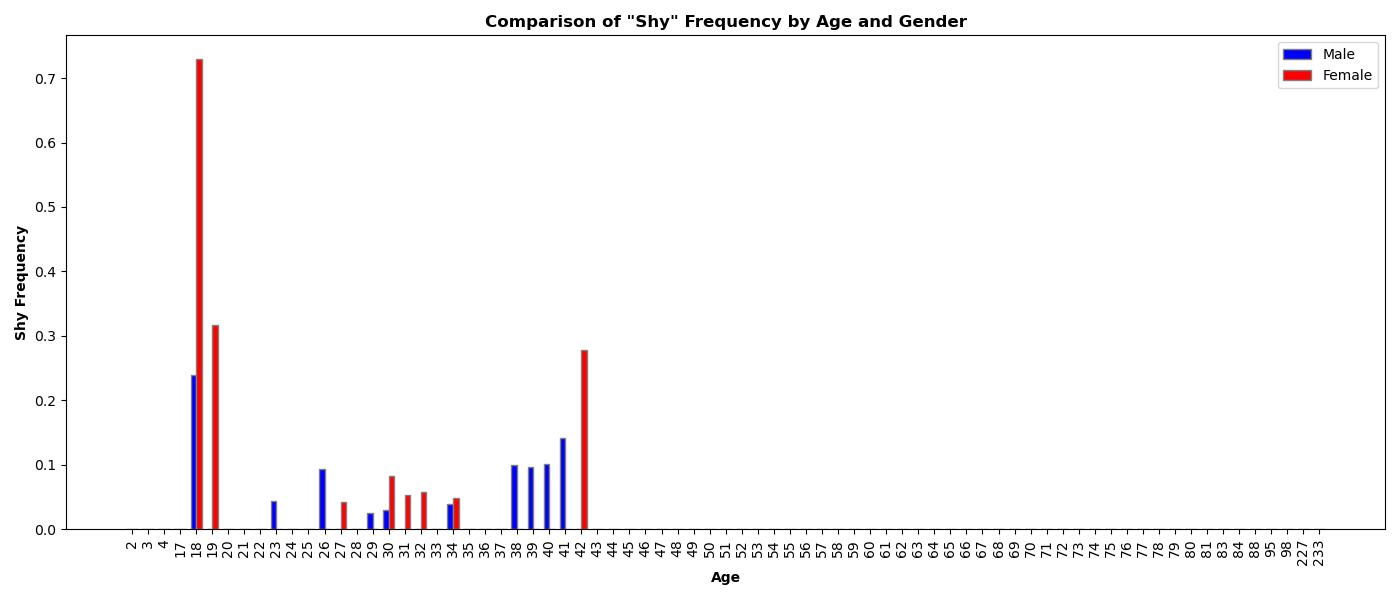 Comparison of "Shy" Frequency by Age and Gender
Male
Female
Shy Frequency
0.7
0.6
0.5
0.4
0.3
0.2
0.1
0.0
2 3 4 17 18 19 20 21 22 23 24 25 26 27 28 29 30 31 32 33 34 35 36 37 38 39 40 41 42 43 44 45 46 47 48 49 50 51 52 53 54 55 56 57 58 59 60 61 62 63 64 65 66 67 68 69 70 71 72 73 74 75 76 77 78 79 80 81 83 84 88 95 98 227 233
Age